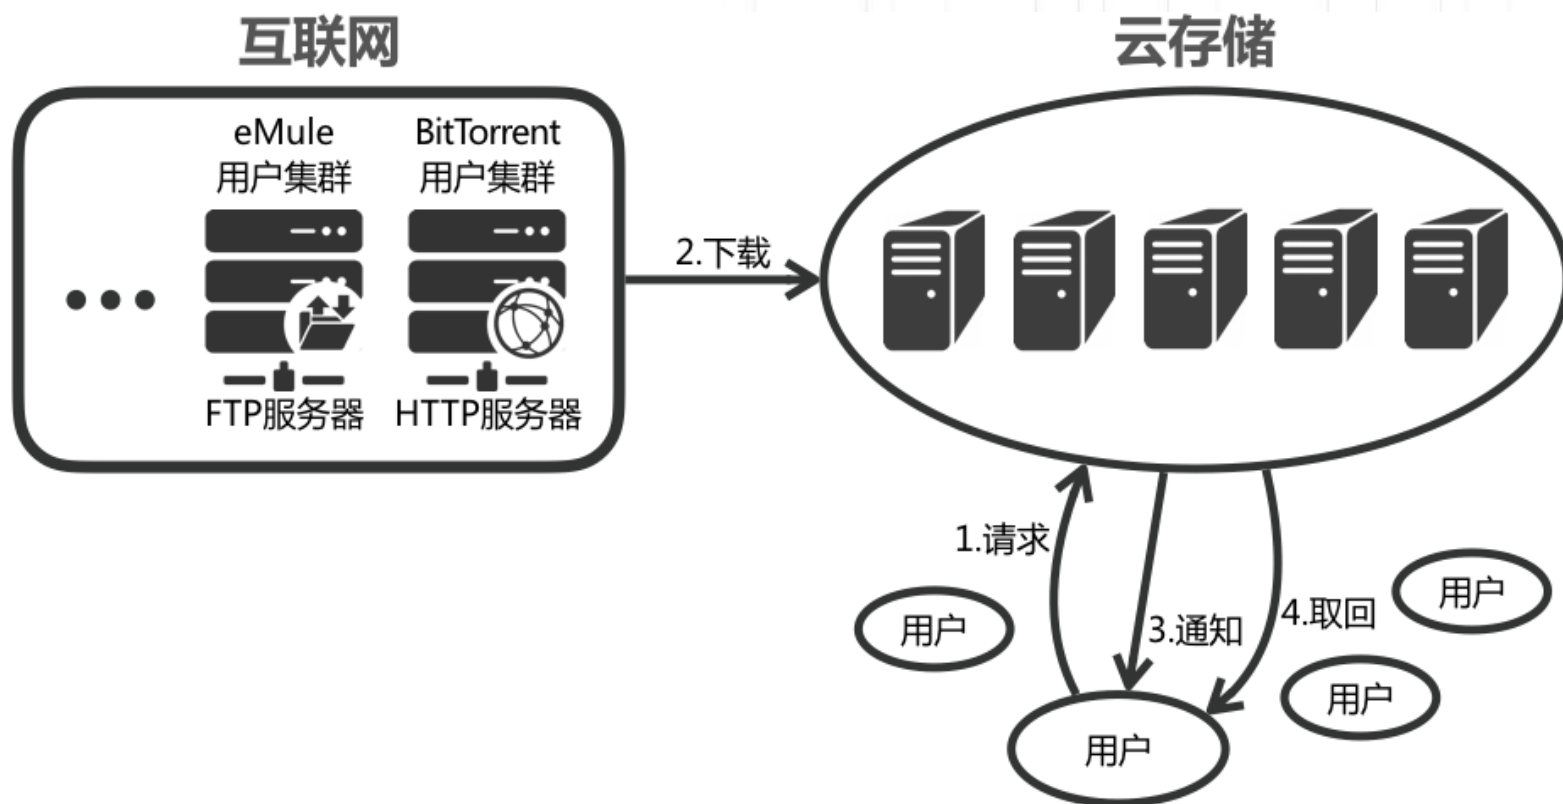 互联网
云存储
eMule
用户集群
BitTorrent
用户集群
FTP服务器
HTTP服务器
2.下载
1.请求
3.通知
4.取回
用户
用户
用户
用户